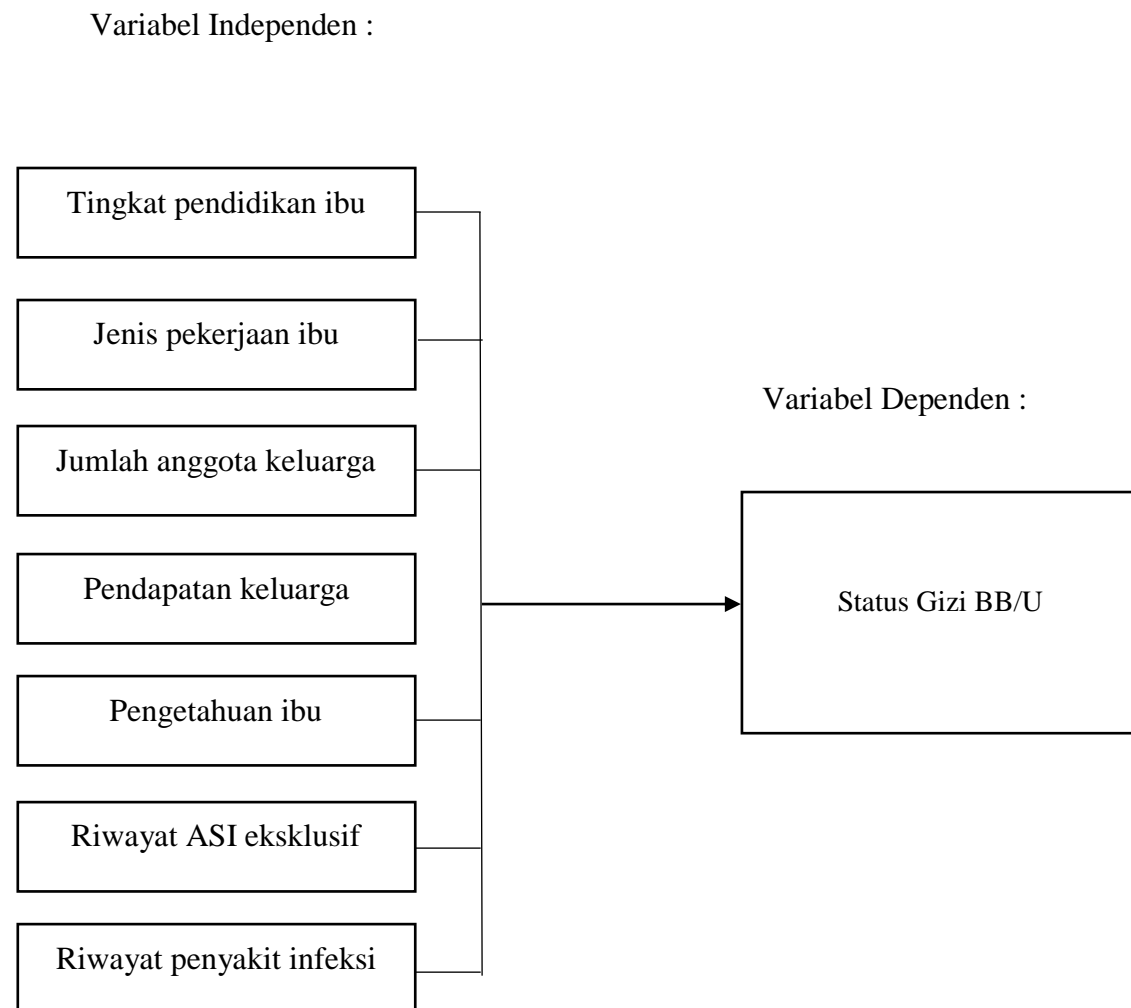 Variabel Independen :
Tingkat pendidikan ibu
Jenis pekerjaan ibu
Jumlah anggota keluarga
Pendapatan keluarga
Pengetahuan ibu
Riwayat ASI eksklusif
Riwayat penyakit infeksi
Variabel Dependen :
Status Gizi BB/U